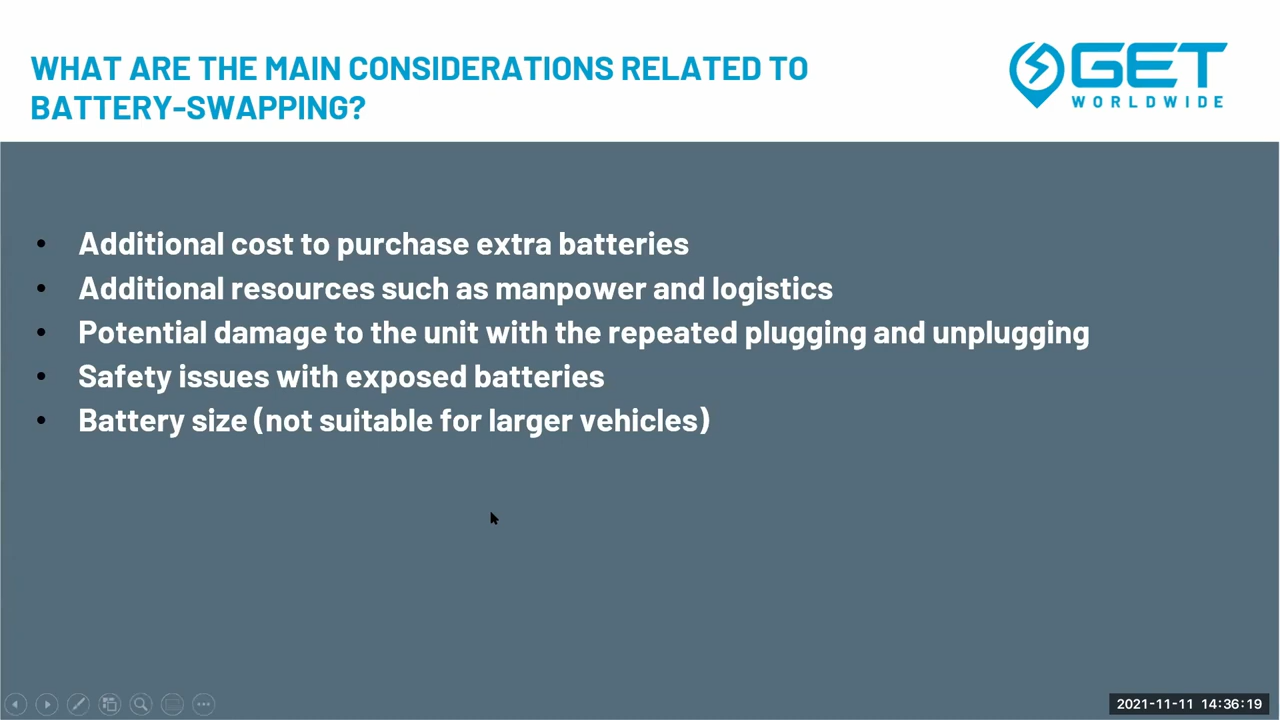 WHAT ARE THE MAIN CONSIDERATIONS RELATED TO
BATTERY-SWAPPING?
GET
WORLDWIDE
• Additional cost to purchase extra batteries
• Additional resources such as manpower and logistics
• Potential damage to the unit with the repeated plugging and unplugging
• Safety issues with exposed batteries
• Battery size (not suitable for larger vehicles)
2021-11-11 14:36:19